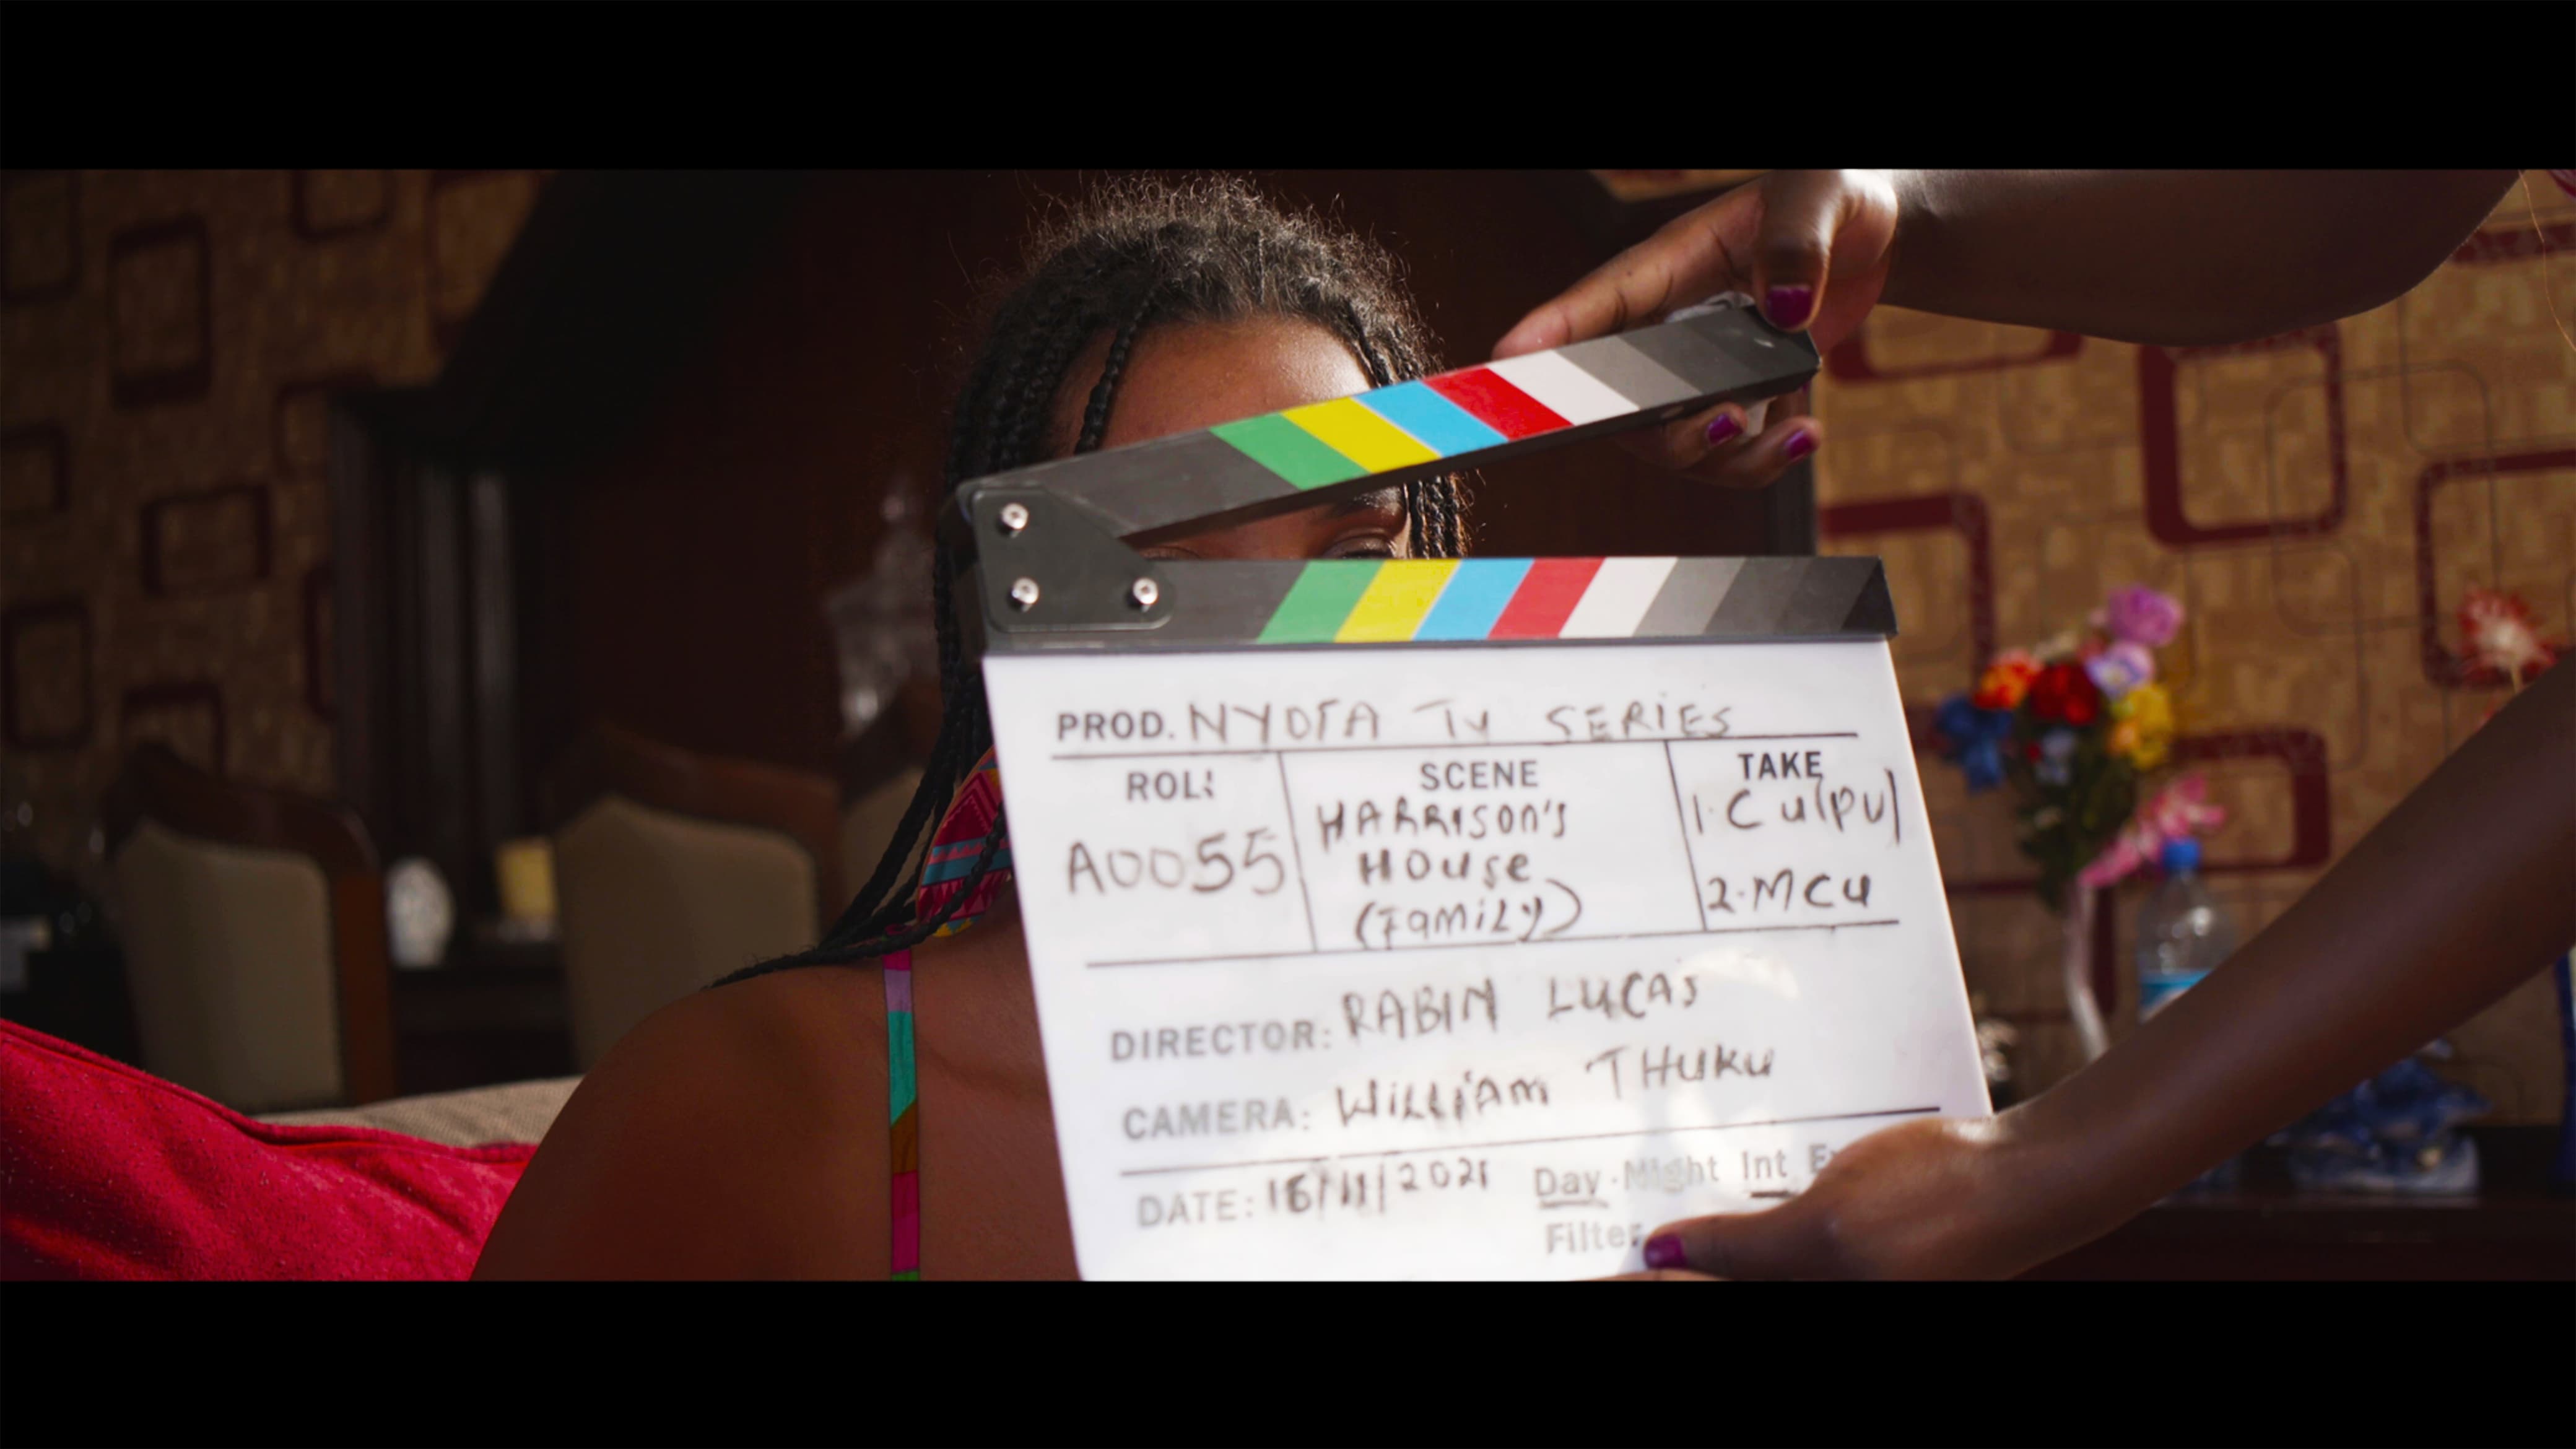 PROD. NYOTA TV SERIES
ROLL
A0055
SCENE
HARRISON'S
HOUSE
(FAMILY)
TAKE
1. CU(PU)
2. MCU
DIRECTOR: RABIN LUCAS
CAMERA: WILLIAM THUKU
DATE: 16/11/2021 Day · Night Int
Filter